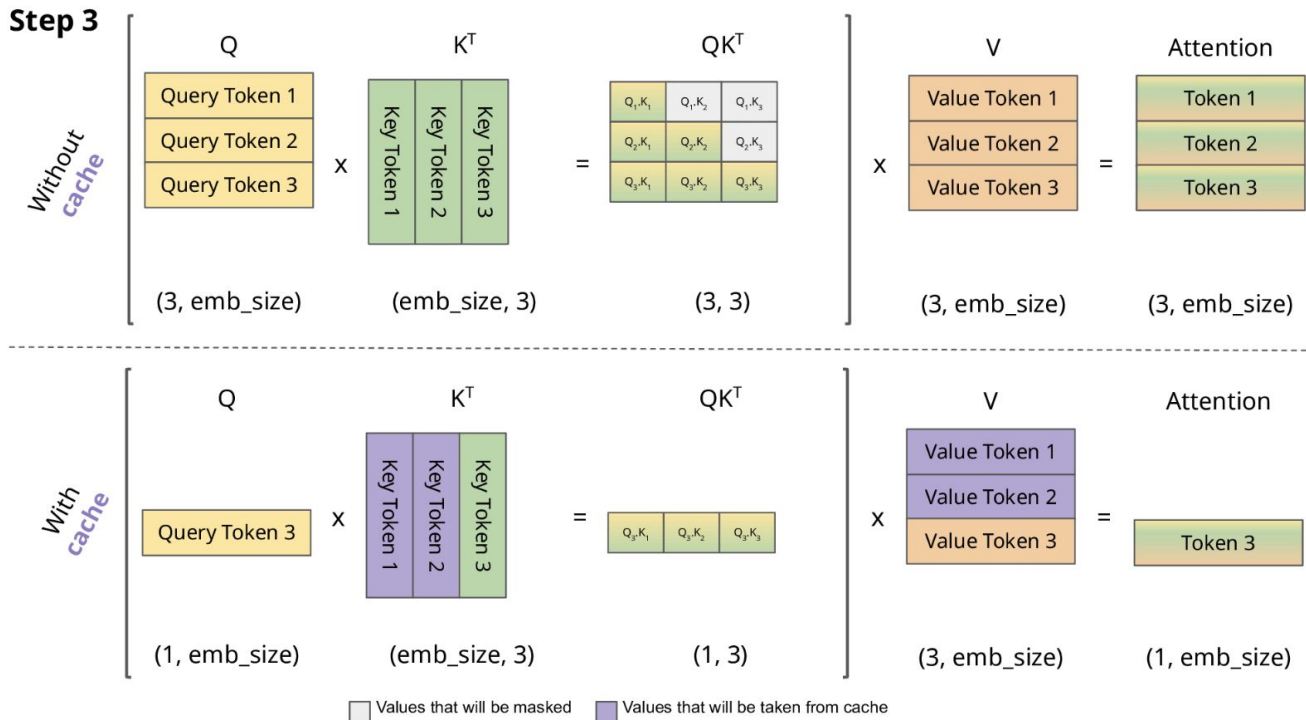 Step 3
Without
cache
Q
Kᵀ
QKᵀ
V
Attention
Query Token 1
Query Token 2
Query Token 3
x
Key Token 1
Key Token 2
Key Token 3
=
Q₁.K₁ Q₁.K₂ Q₁.K₃
Q₂.K₁ Q₂.K₂ Q₂.K₃
Q₃.K₁ Q₃.K₂ Q₃.K₃
x
Value Token 1
Value Token 2
Value Token 3
=
Token 1
Token 2
Token 3
(3, emb_size)
(emb_size, 3)
(3, 3)
(3, emb_size)
(3, emb_size)
With
cache
Q
Kᵀ
QKᵀ
V
Attention
Query Token 3
x
Key Token 1
Key Token 2
Key Token 3
=
Q₃.K₁ Q₃.K₂ Q₃.K₃
x
Value Token 1
Value Token 2
Value Token 3
=
Token 3
(1, emb_size)
(emb_size, 3)
(1, 3)
(3, emb_size)
(1, emb_size)
Values that will be masked
Values that will be taken from cache